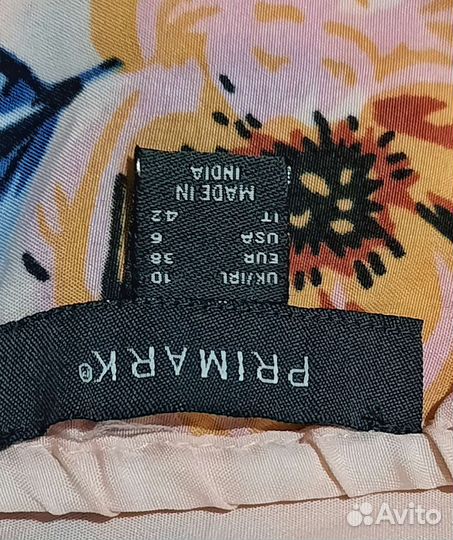 PRIMARK®
UK/IRL 10
EUR 38
USA 6
IT 42
MADE IN
INDIA
Avito